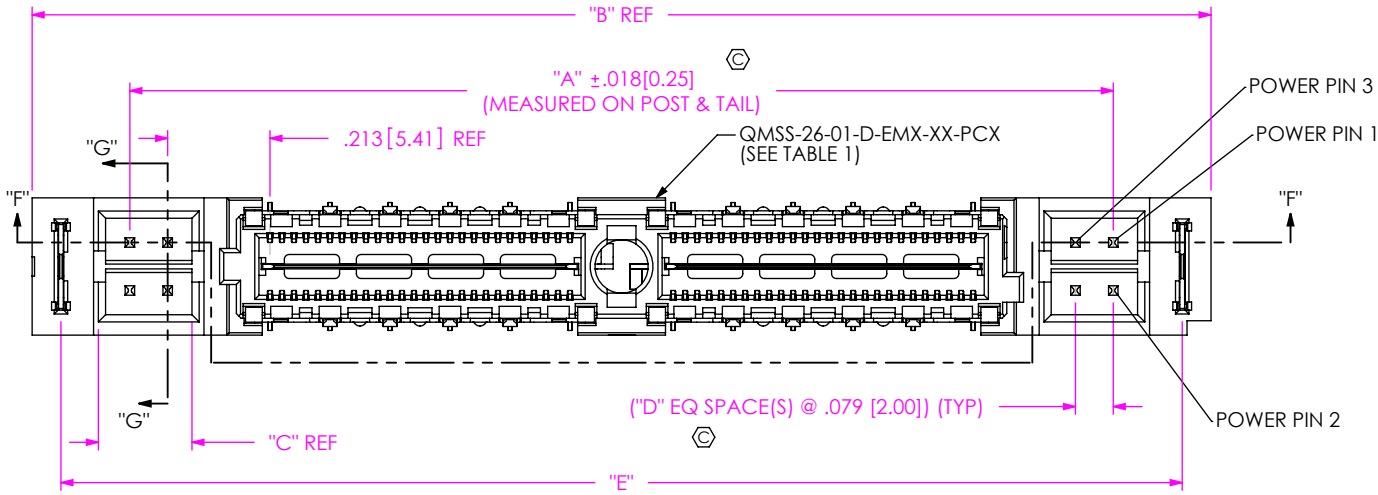 "B" REF
C
"A" ±.018[0.25]
(MEASURED ON POST & TAIL)
POWER PIN 3
.213[5.41] REF
QMSS-26-01-D-EMX-XX-PCX
(SEE TABLE 1)
POWER PIN 1
"G"
"F"
"F"
"G"
("D" EQ SPACE(S) @ .079 [2.00]) (TYP)
POWER PIN 2
C
"C" REF
"E"